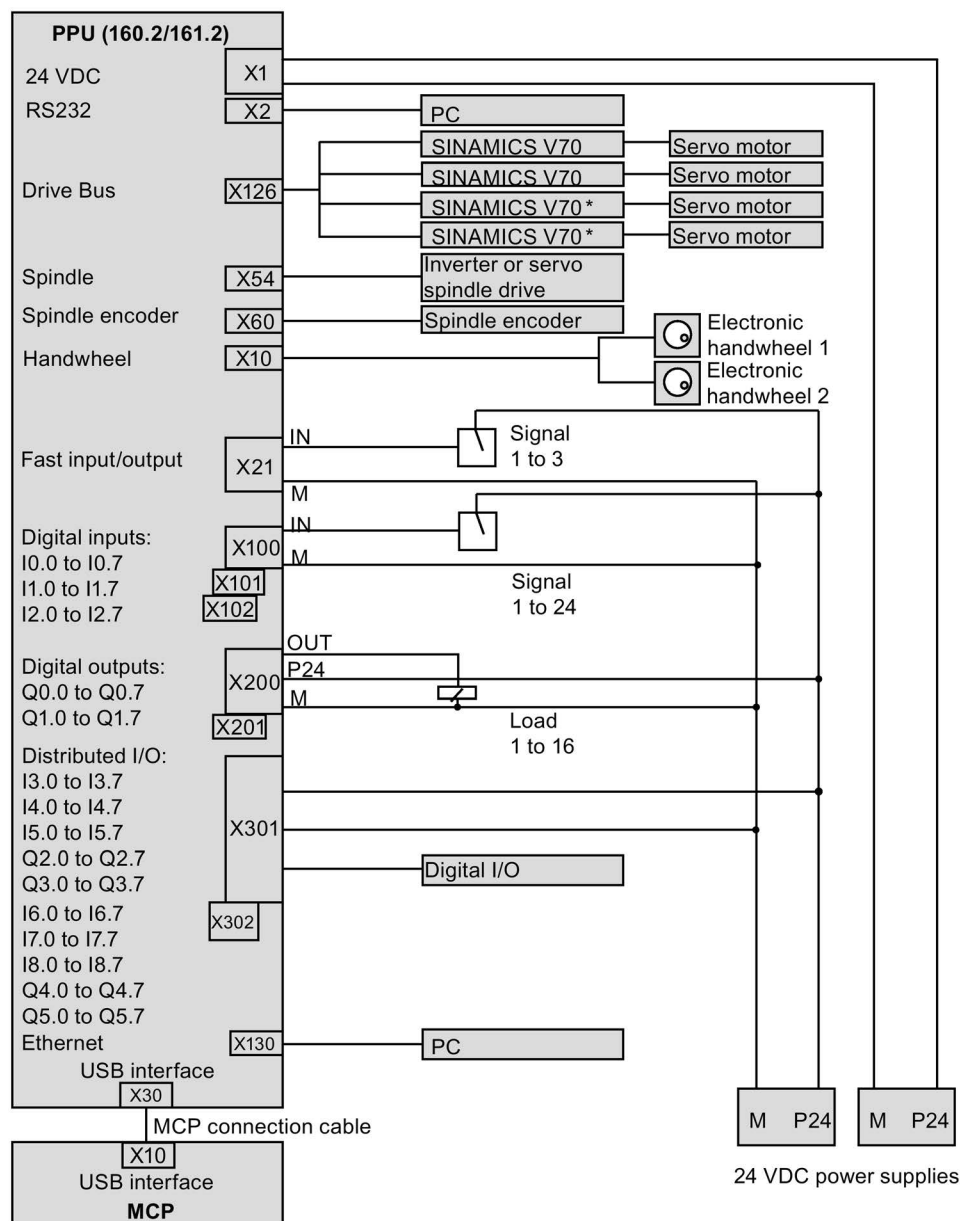 PPU (160.2/161.2)
24 VDC
X1
RS232
X2
PC
SINAMICS V70
Servo motor
SINAMICS V70
Servo motor
Drive Bus
X126
SINAMICS V70*
Servo motor
SINAMICS V70*
Servo motor
Spindle
X54
Inverter or servo
spindle drive
Spindle encoder
X60
Spindle encoder
Handwheel
X10
Electronic
handwheel 1
Electronic
handwheel 2
Fast input/output
X21
IN
M
Signal
1 to 3
Digital inputs:
I0.0 to I0.7
I1.0 to I1.7
I2.0 to I2.7
X100
X101
X102
IN
M
Signal
1 to 24
Digital outputs:
Q0.0 to Q0.7
Q1.0 to Q1.7
X200
X201
OUT
P24
M
Load
1 to 16
Distributed I/O:
I3.0 to I3.7
I4.0 to I4.7
I5.0 to I5.7
Q2.0 to Q2.7
Q3.0 to Q3.7
X301
Digital I/O
I6.0 to I6.7
I7.0 to I7.7
I8.0 to I8.7
Q4.0 to Q4.7
Q5.0 to Q5.7
X302
Ethernet
X130
PC
USB interface
X30
MCP connection cable
X10
USB interface
MCP
M P24
M P24
24 VDC power supplies